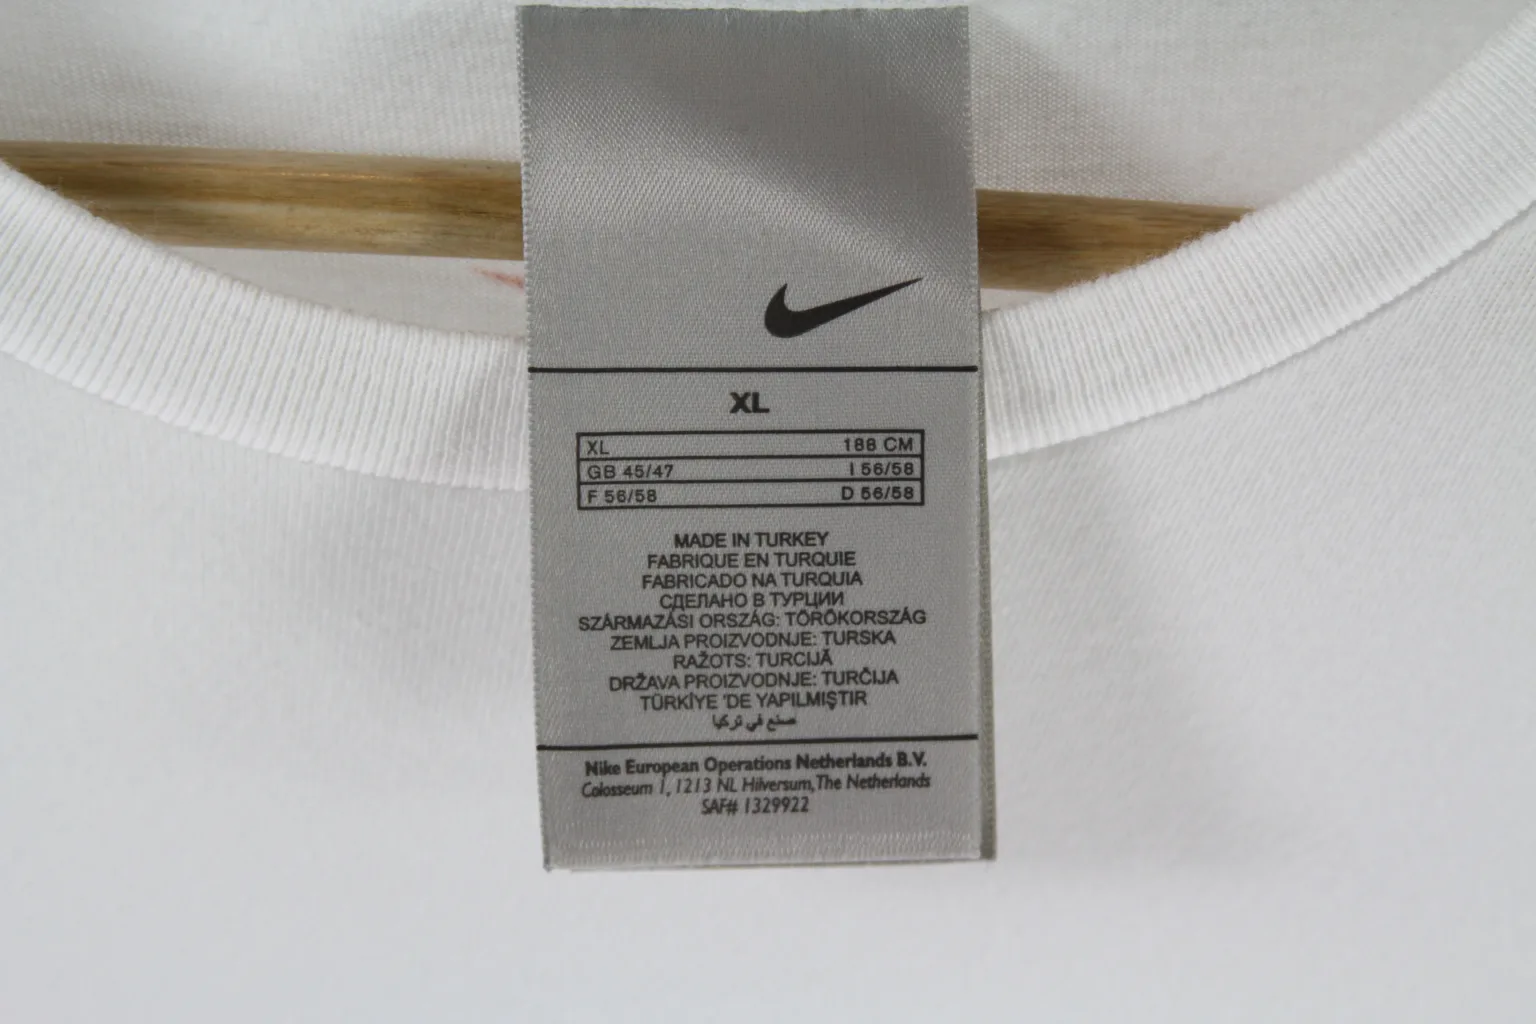 XL
XL 188 CM
GB 45/47 I 56/58
F 56/58 D 56/58
MADE IN TURKEY
FABRIQUE EN TURQUIE
FABRICADO NA TURQUIA
СДЕЛАНО В ТУРЦИИ
SZÁRMAZÁSI ORSZÁG: TÖRÖKORSZÁG
ZEMLJA PROIZVODNJE: TURSKA
RAŽOTS: TURCIJĀ
DRŽAVA PROIZVODNJE: TURČIJA
TÜRKİYE 'DE YAPILMIŞTIR
صنع في تركيا
Nike European Operations Netherlands B.V.
Colosseum 1, 1213 NL Hilversum, The Netherlands
SAF# 1329922